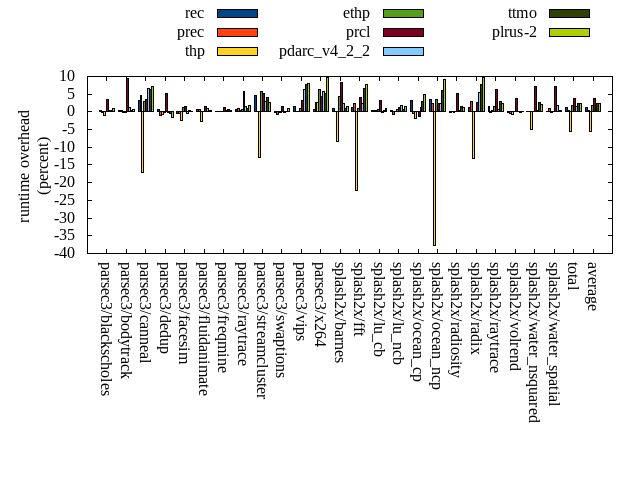 rec ethp ttmo
prec prcl plrus-2
thp pdarc_v4_2_2
runtime overhead
(percent)
10
5
0
-5
-10
-15
-20
-25
-30
-35
-40
parsec3/blackscholes
parsec3/bodytrack
parsec3/canneal
parsec3/dedup
parsec3/facesim
parsec3/fluidanimate
parsec3/freqmine
parsec3/raytrace
parsec3/streamcluster
parsec3/swaptions
parsec3/vips
parsec3/x264
splash2x/barnes
splash2x/fft
splash2x/lu_cb
splash2x/lu_ncb
splash2x/ocean_cp
splash2x/ocean_ncp
splash2x/radiosity
splash2x/radix
splash2x/raytrace
splash2x/volrend
splash2x/water_nsquared
splash2x/water_spatial
total
average